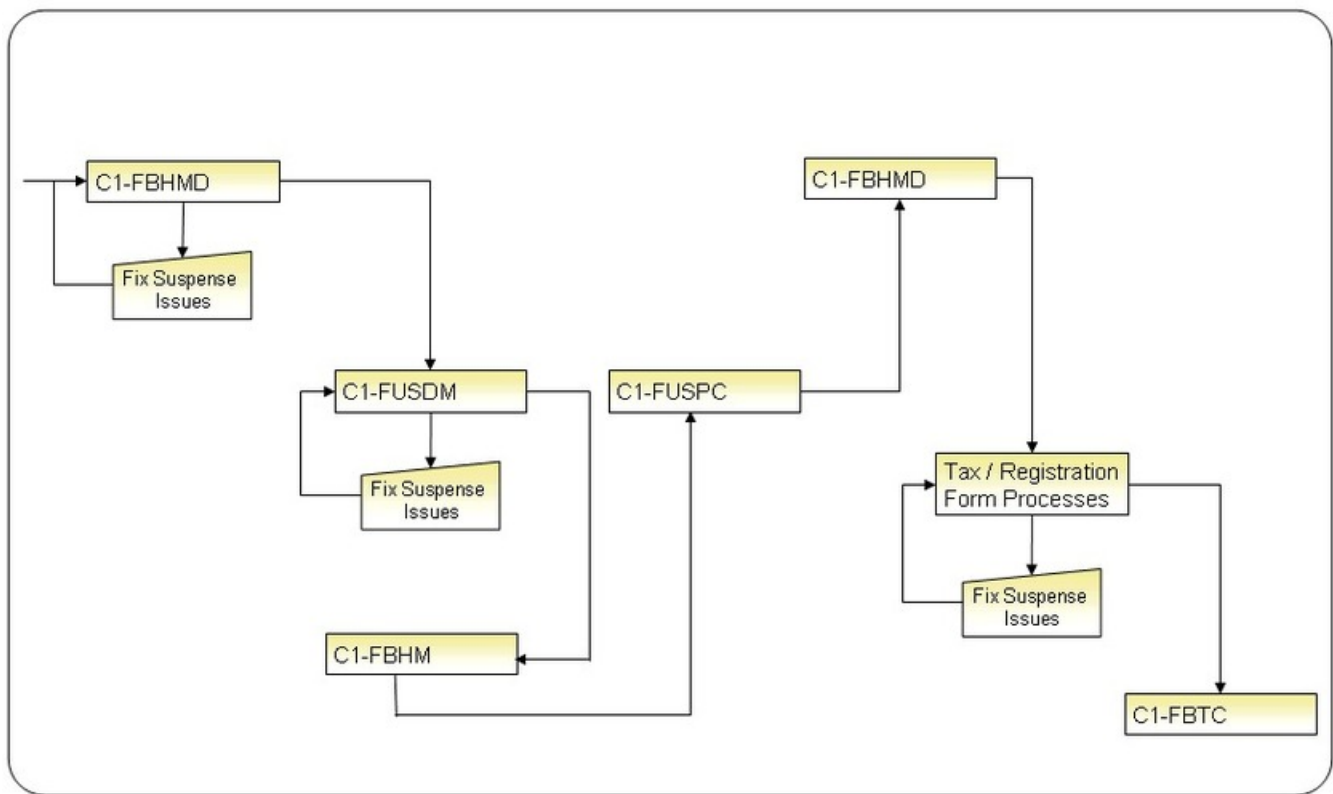 C1-FBHMD
Fix Suspense
Issues
C1-FUSDM
Fix Suspense
Issues
C1-FBHM
C1-FUSPC
C1-FBHMD
Tax / Registration
Form Processes
Fix Suspense
Issues
C1-FBTC